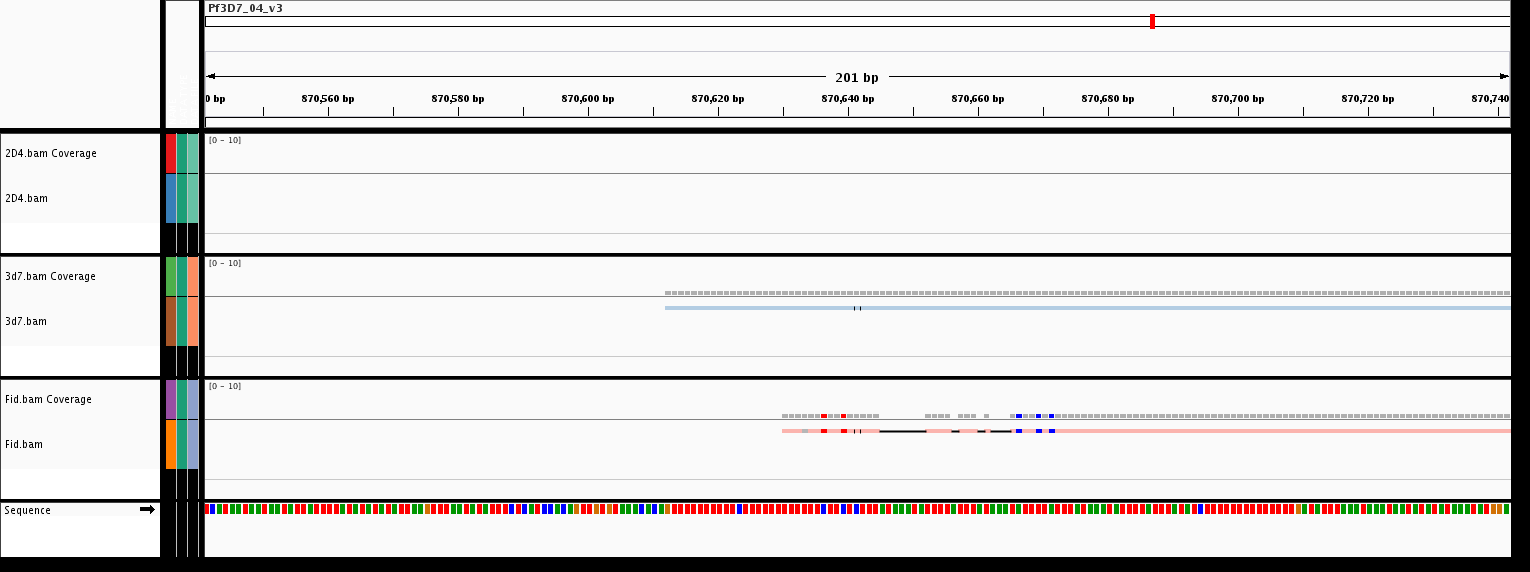 Pf3D7_04_v3
201 bp
0 bp 870,560 bp 870,580 bp 870,600 bp 870,620 bp 870,640 bp 870,660 bp 870,680 bp 870,700 bp 870,720 bp 870,740
[0 - 10]
2D4.bam Coverage
2D4.bam
[0 - 10]
3d7.bam Coverage
3d7.bam
[0 - 10]
Fid.bam Coverage
Fid.bam
Sequence